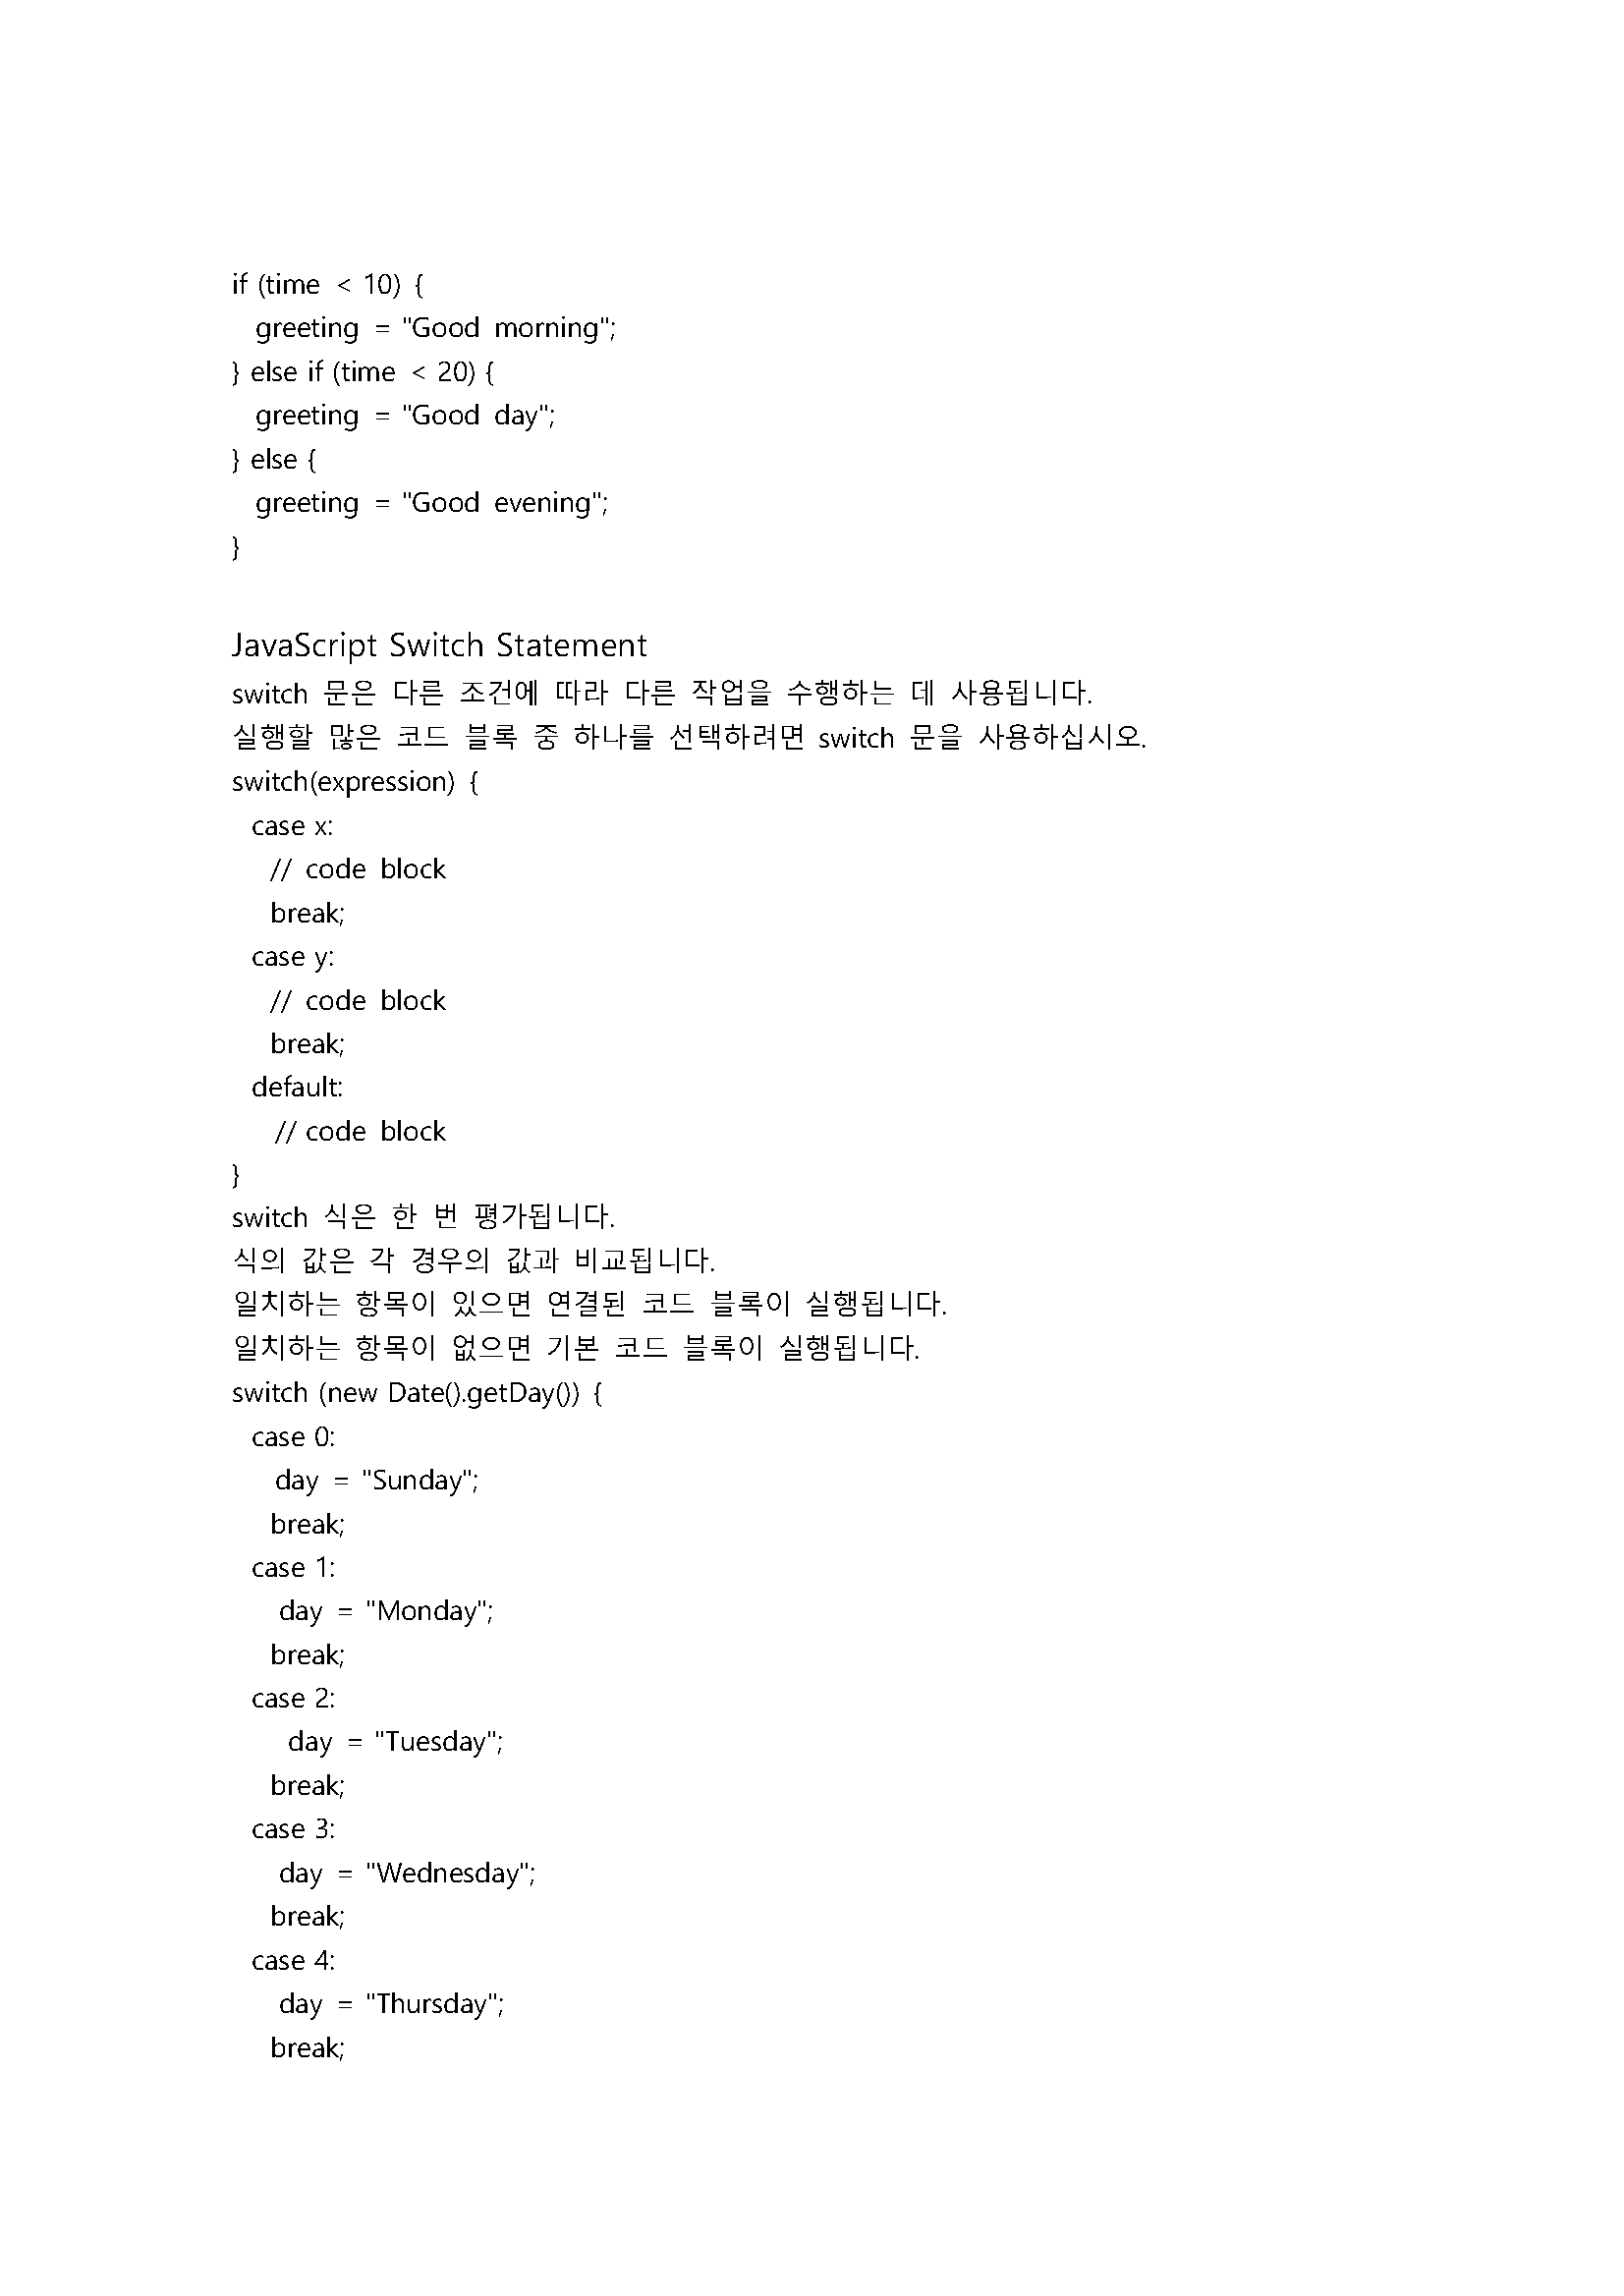 if (time < 10) {
greeting = "Good morning";
} else if (time < 20) {
greeting = "Good day";
} else {
greeting = "Good evening";
}
JavaScript Switch Statement
switch 문은 다른 조건에 따라 다른 작업을 수행하는 데 사용됩니다.
실행할 많은 코드 블록 중 하나를 선택하려면 switch 문을 사용하십시오.
switch(expression) {
case x:
// code block
break;
case y:
// code block
break;
default:
// code block
}
switch 식은 한 번 평가됩니다.
식의 값은 각 경우의 값과 비교됩니다.
일치하는 항목이 있으면 연결된 코드 블록이 실행됩니다.
일치하는 항목이 없으면 기본 코드 블록이 실행됩니다.
switch (new Date().getDay()) {
case 0:
day = "Sunday";
break;
case 1:
day = "Monday";
break;
case 2:
day = "Tuesday";
break;
case 3:
day = "Wednesday";
break;
case 4:
day = "Thursday";
break;